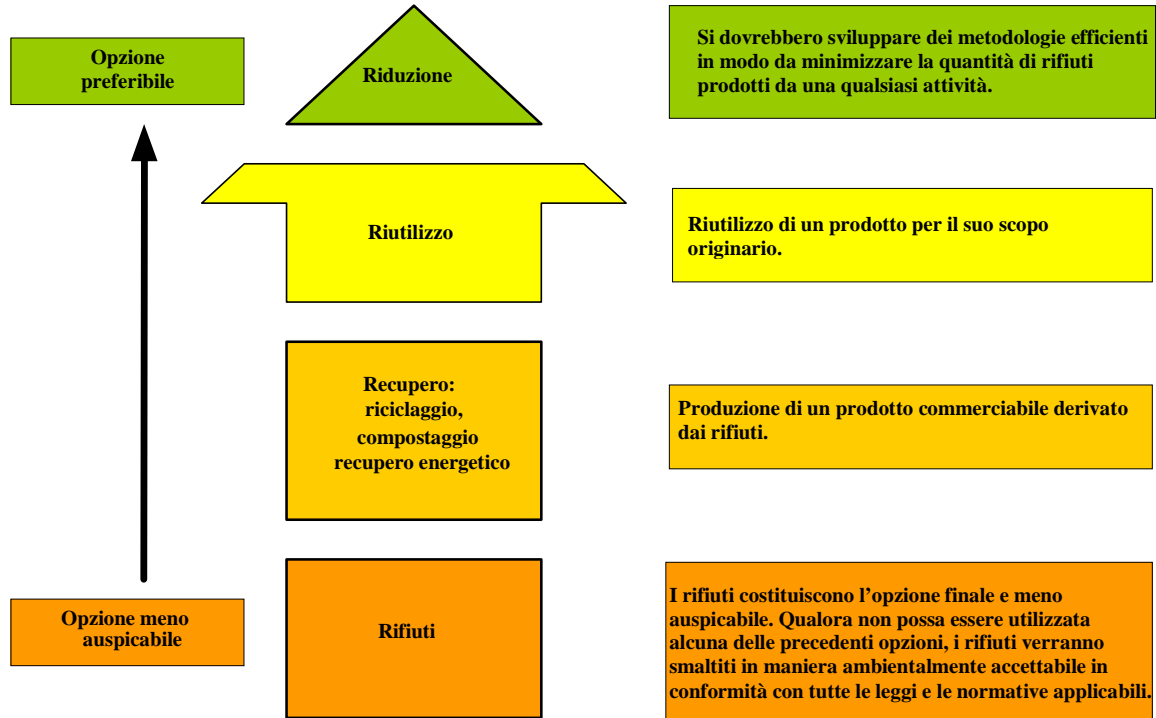 Opzione
preferibile
Riduzione
Si dovrebbero sviluppare dei metodologie efficienti
in modo da minimizzare la quantità di rifiuti
prodotti da una qualsiasi attività.
Riutilizzo
Riutilizzo di un prodotto per il suo scopo
originario.
Recupero:
riciclaggio,
compostaggio
recupero energetico
Produzione di un prodotto commerciabile derivato
dai rifiuti.
Opzione meno
auspicabile
Rifiuti
I rifiuti costituiscono l’opzione finale e meno
auspicabile. Qualora non possa essere utilizzata
alcuna delle precedenti opzioni, i rifiuti verranno
smaltiti in maniera ambientalmente accettabile in
conformità con tutte le leggi e le normative applicabili.